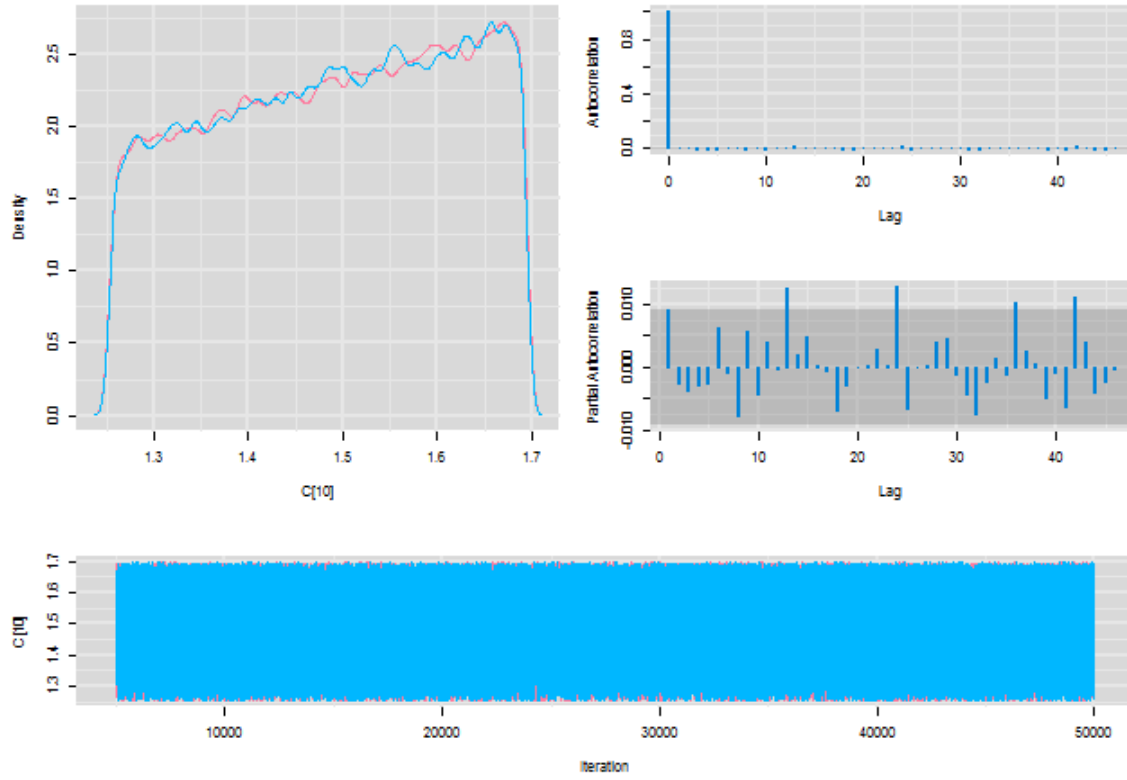 Density
2.5
2.0
1.5
1.0
0.5
0.0
1.3 1.4 1.5 1.6 1.7
C[10]
Autocorrelation
0.8
0.4
0.0
0 10 20 30 40
Lag
Partial Autocorrelation
0.010
0.000
-0.010
0 10 20 30 40
Lag
C[10]
1.7
1.6
1.5
1.4
1.3
10000 20000 30000 40000 50000
Iteration